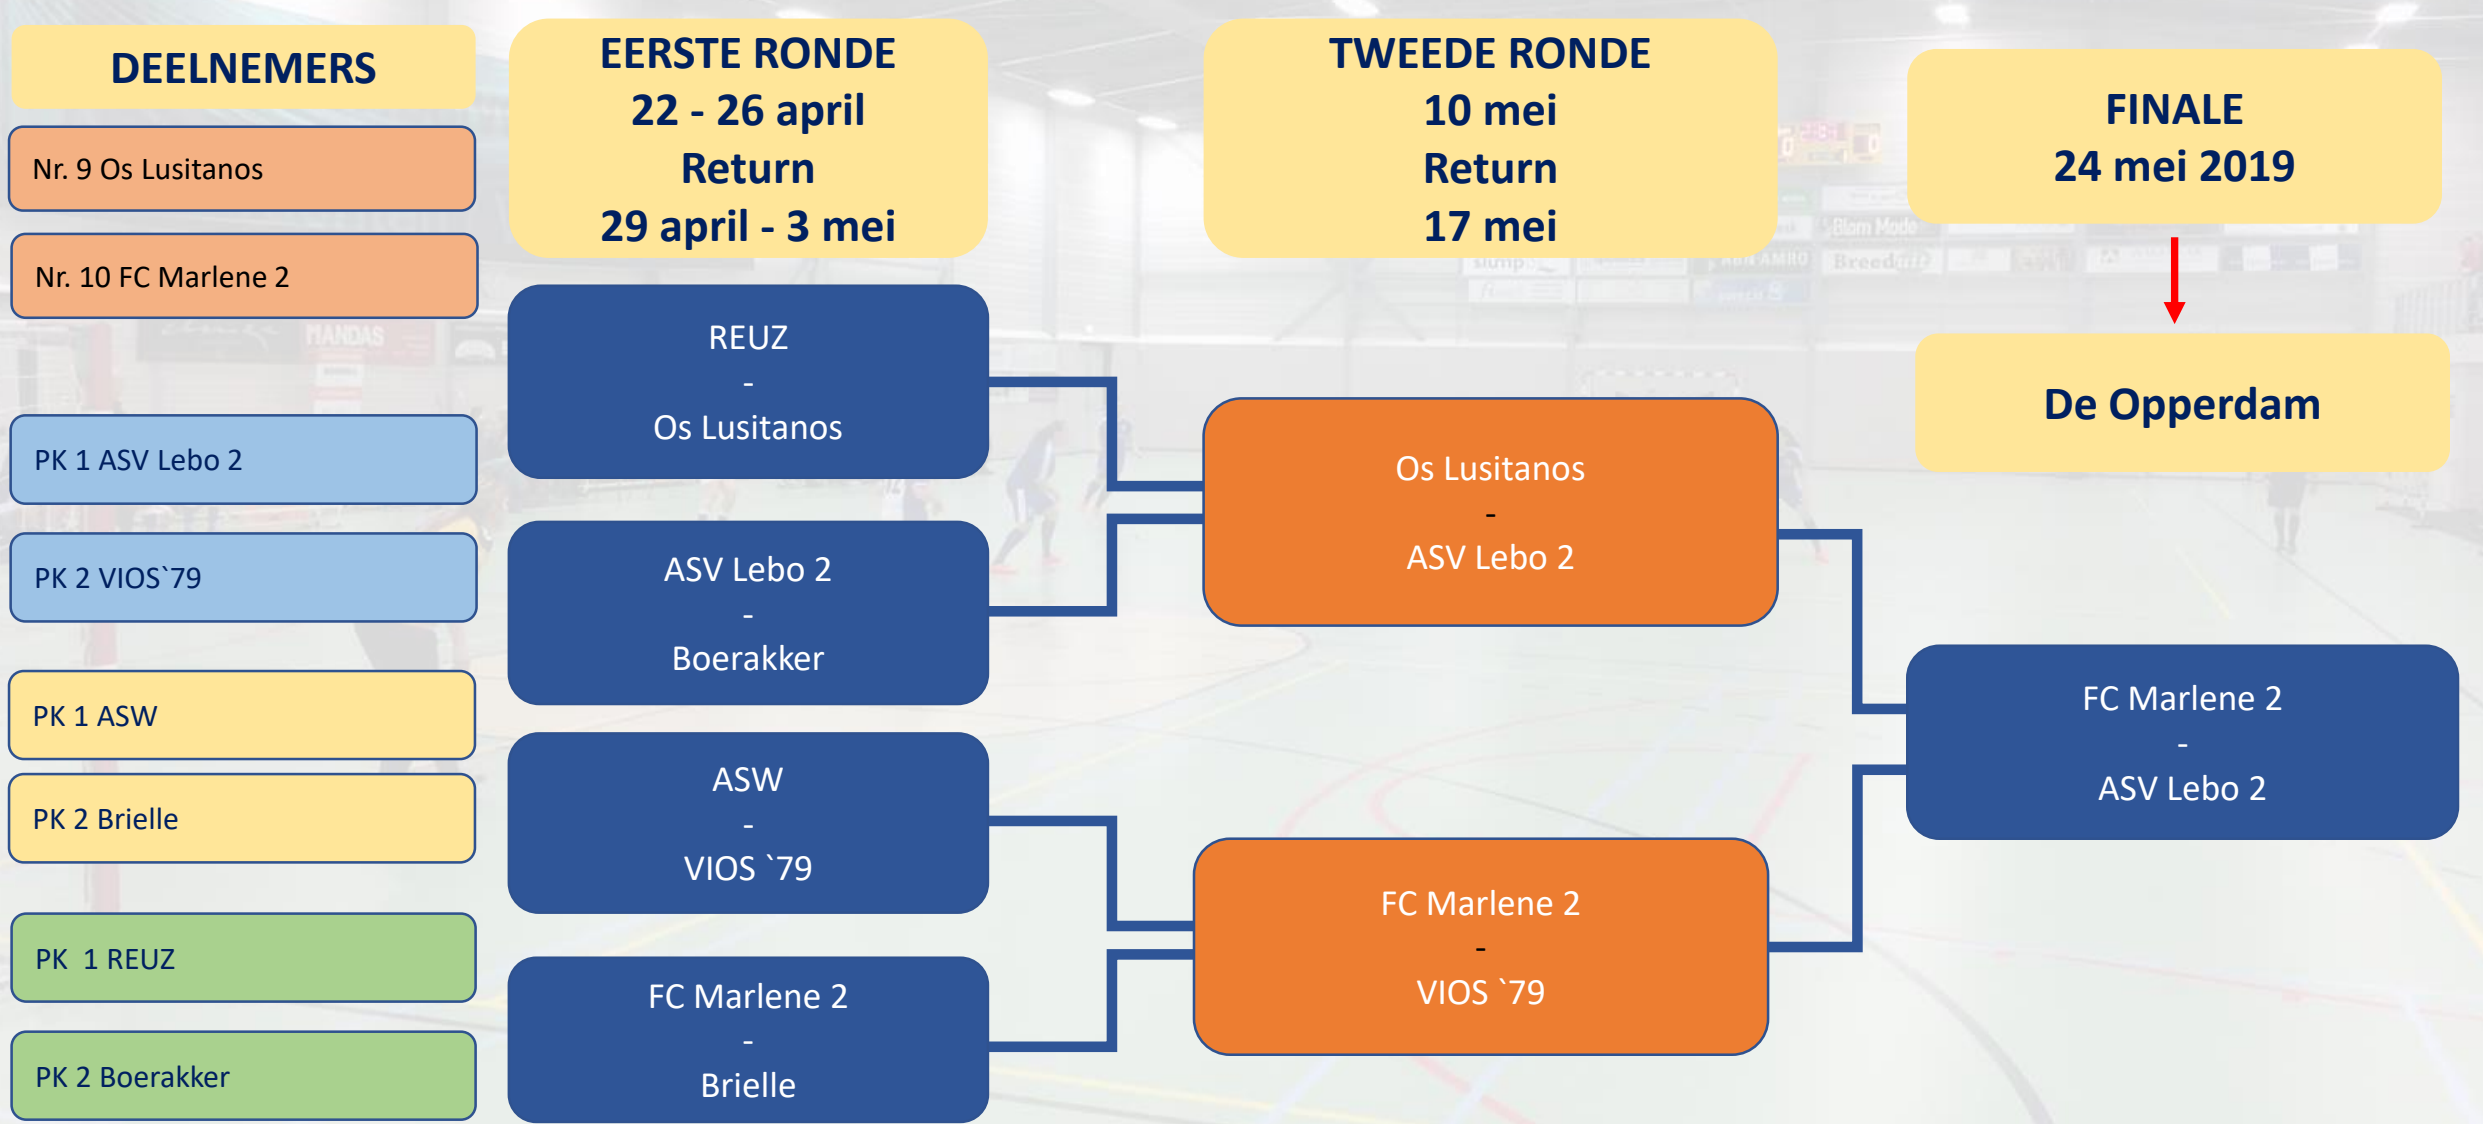 DEELNEMERS
Nr. 9 Os Lusitanos
Nr. 10 FC Marlene 2
PK 1 ASV Lebo 2
PK 2 VIOS`79
PK 1 ASW
PK 2 Brielle
PK  1 REUZ
PK 2 Boerakker
EERSTE RONDE
22 - 26 april
Return
29 april - 3 mei
REUZ
-
Os Lusitanos
ASV Lebo 2
-
Boerakker
ASW
-
VIOS `79
FC Marlene 2
-
Brielle
TWEEDE RONDE
10 mei
Return
17 mei
Os Lusitanos
-
ASV Lebo 2
FC Marlene 2
-
VIOS `79
FINALE
24 mei 2019
De Opperdam
FC Marlene 2
-
ASV Lebo 2
MANDAS
Blom Mode